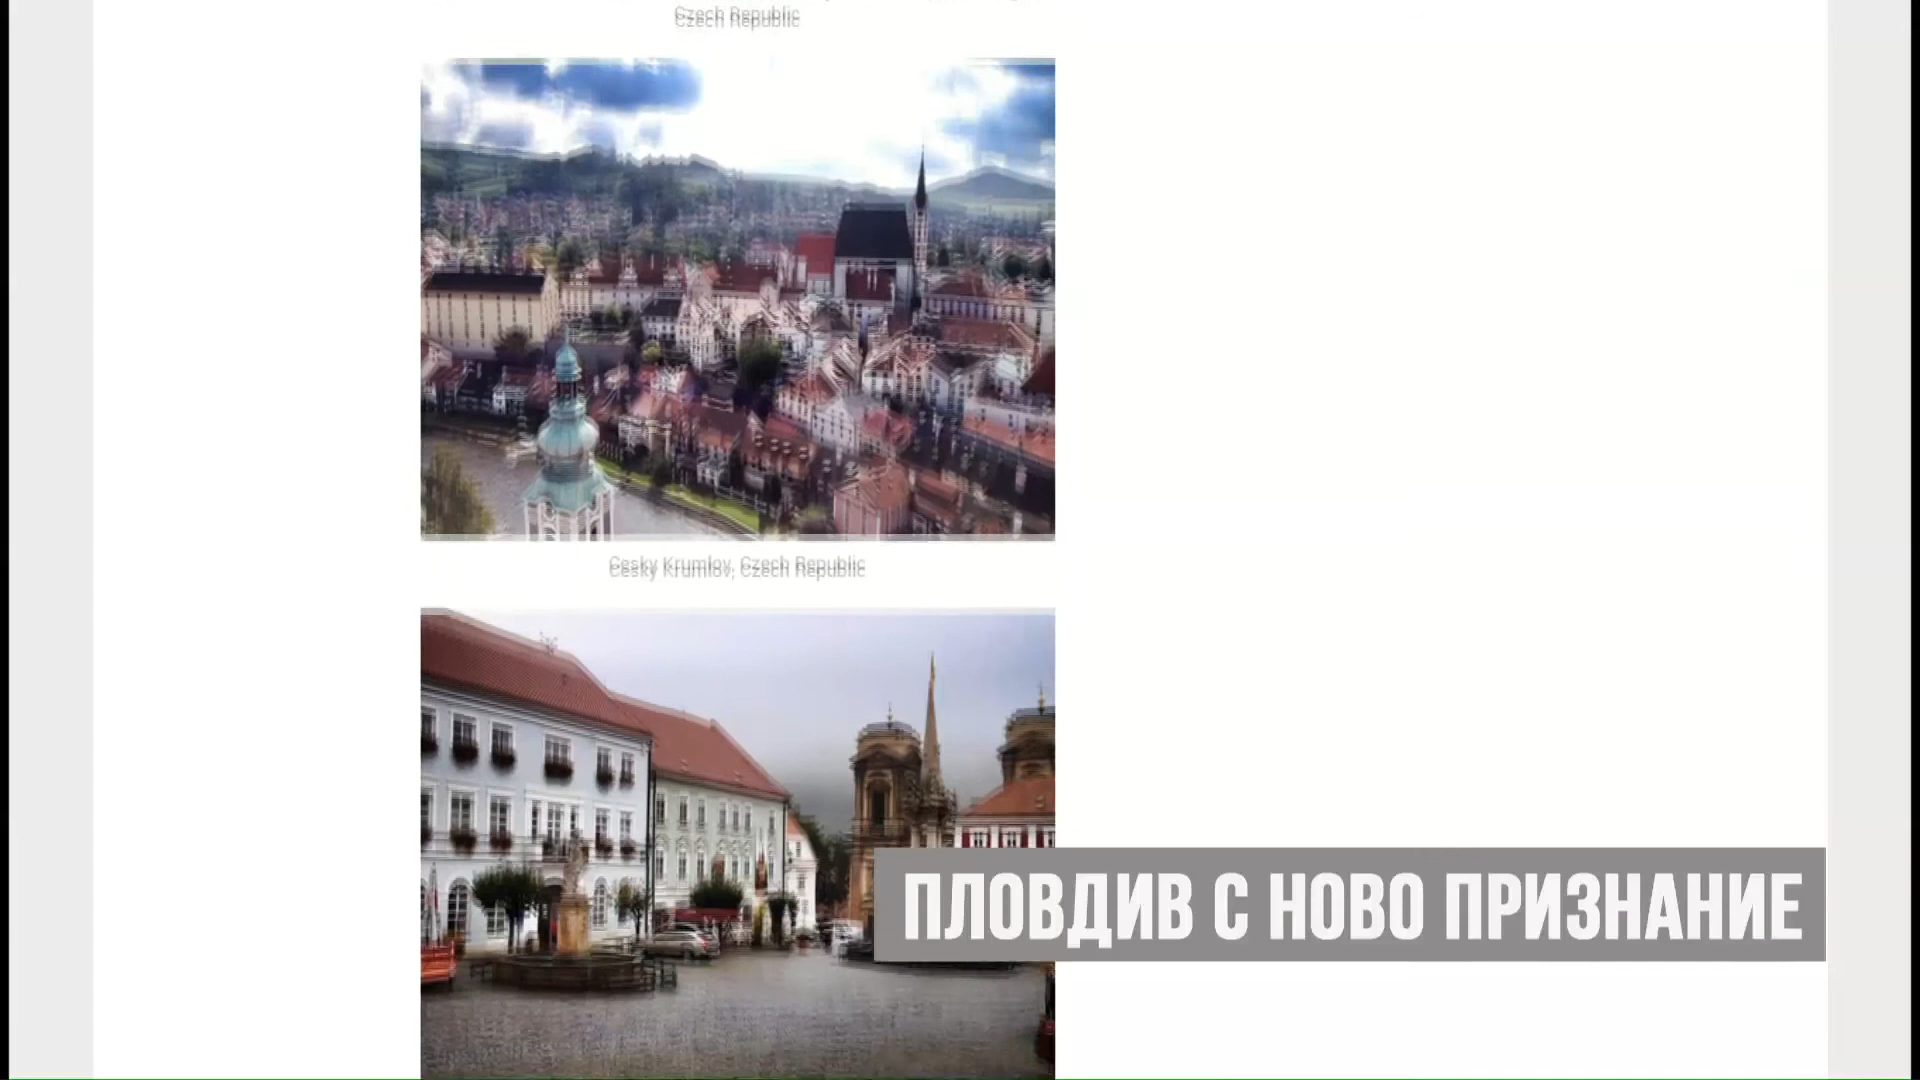 Czech Republic
Cesky Krumlov, Czech Republic
ПЛОВДИВ С НОВО ПРИЗНАНИЕ